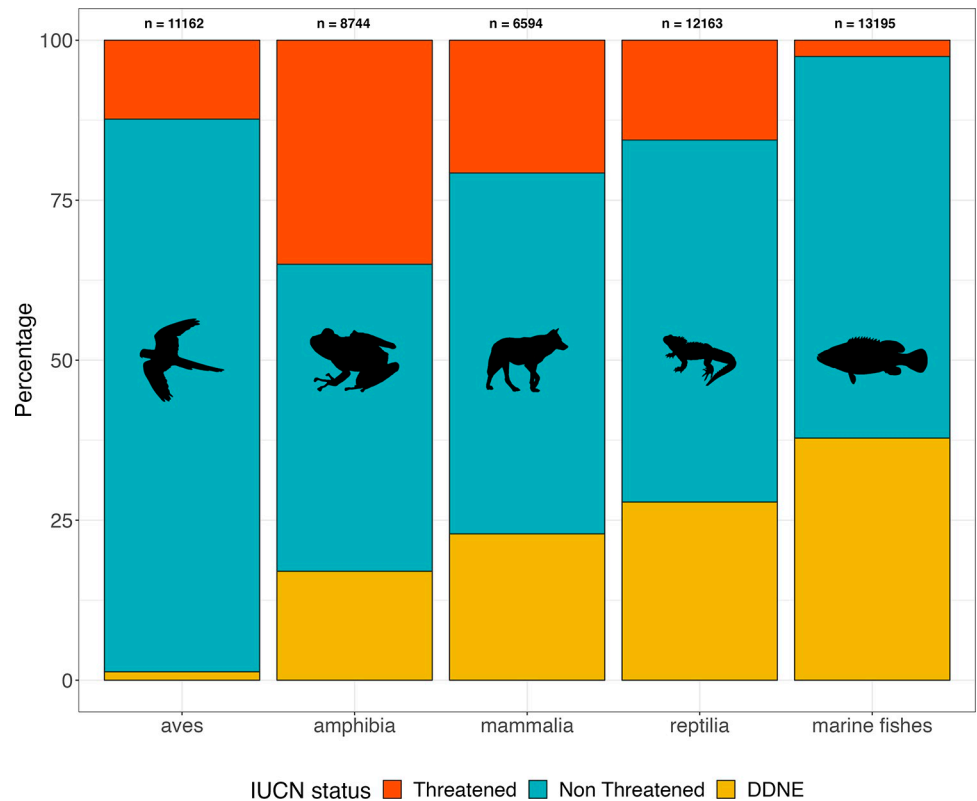 n = 11162 n = 8744 n = 6594 n = 12163 n = 13195
100
75
50
25
0
Percentage
aves amphibia mammalia reptilia marine fishes
IUCN status Threatened Non Threatened DDNE